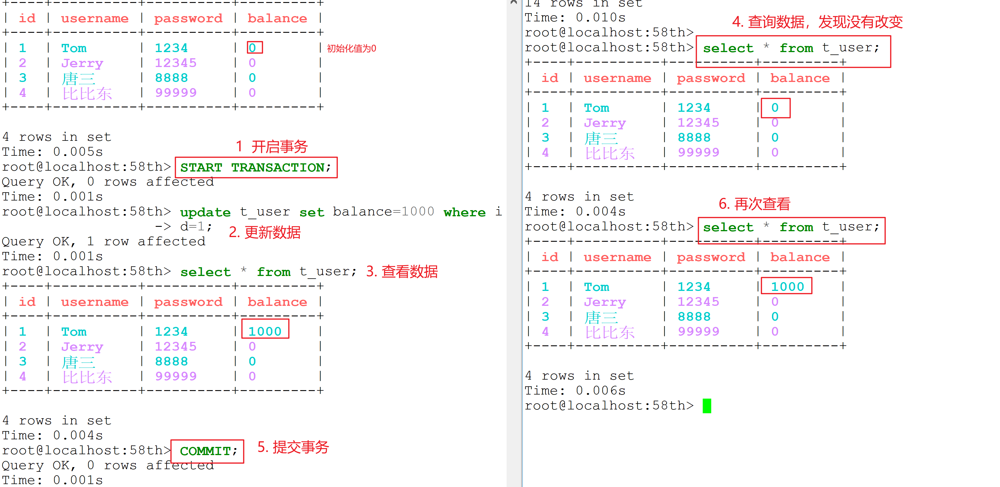 +----+----------+----------+---------+
| id | username | password | balance |
+----+----------+----------+---------+
| 1  | Tom      | 1234     | 0       | 初始化值为0
| 2  | Jerry    | 12345    | 0       |
| 3  | 唐三     | 8888     | 0       |
| 4  | 比比东   | 99999    | 0       |
+----+----------+----------+---------+
4 rows in set
Time: 0.005s
1 开启事务
root@localhost:58th> START TRANSACTION;
Query OK, 0 rows affected
Time: 0.001s
root@localhost:58th> update t_user set balance=1000 where i
-> d=1;
2. 更新数据
Query OK, 1 row affected
Time: 0.001s
root@localhost:58th> select * from t_user; 3. 查看数据
+----+----------+----------+---------+
| id | username | password | balance |
+----+----------+----------+---------+
| 1  | Tom      | 1234     | 1000    |
| 2  | Jerry    | 12345    | 0       |
| 3  | 唐三     | 8888     | 0       |
| 4  | 比比东   | 99999    | 0       |
+----+----------+----------+---------+
4 rows in set
Time: 0.004s
root@localhost:58th> COMMIT; 5. 提交事务
Query OK, 0 rows affected
Time: 0.001s
14 rows in set
Time: 0.010s
4. 查询数据，发现没有改变
root@localhost:58th>
root@localhost:58th> select * from t_user;
+----+----------+----------+---------+
| id | username | password | balance |
+----+----------+----------+---------+
| 1  | Tom      | 1234     | 0       |
| 2  | Jerry    | 12345    | 0       |
| 3  | 唐三     | 8888     | 0       |
| 4  | 比比东   | 99999    | 0       |
+----+----------+----------+---------+
4 rows in set
6. 再次查看
Time: 0.004s
root@localhost:58th> select * from t_user;
+----+----------+----------+---------+
| id | username | password | balance |
+----+----------+----------+---------+
| 1  | Tom      | 1234     | 1000    |
| 2  | Jerry    | 12345    | 0       |
| 3  | 唐三     | 8888     | 0       |
| 4  | 比比东   | 99999    | 0       |
+----+----------+----------+---------+
4 rows in set
Time: 0.006s
root@localhost:58th>